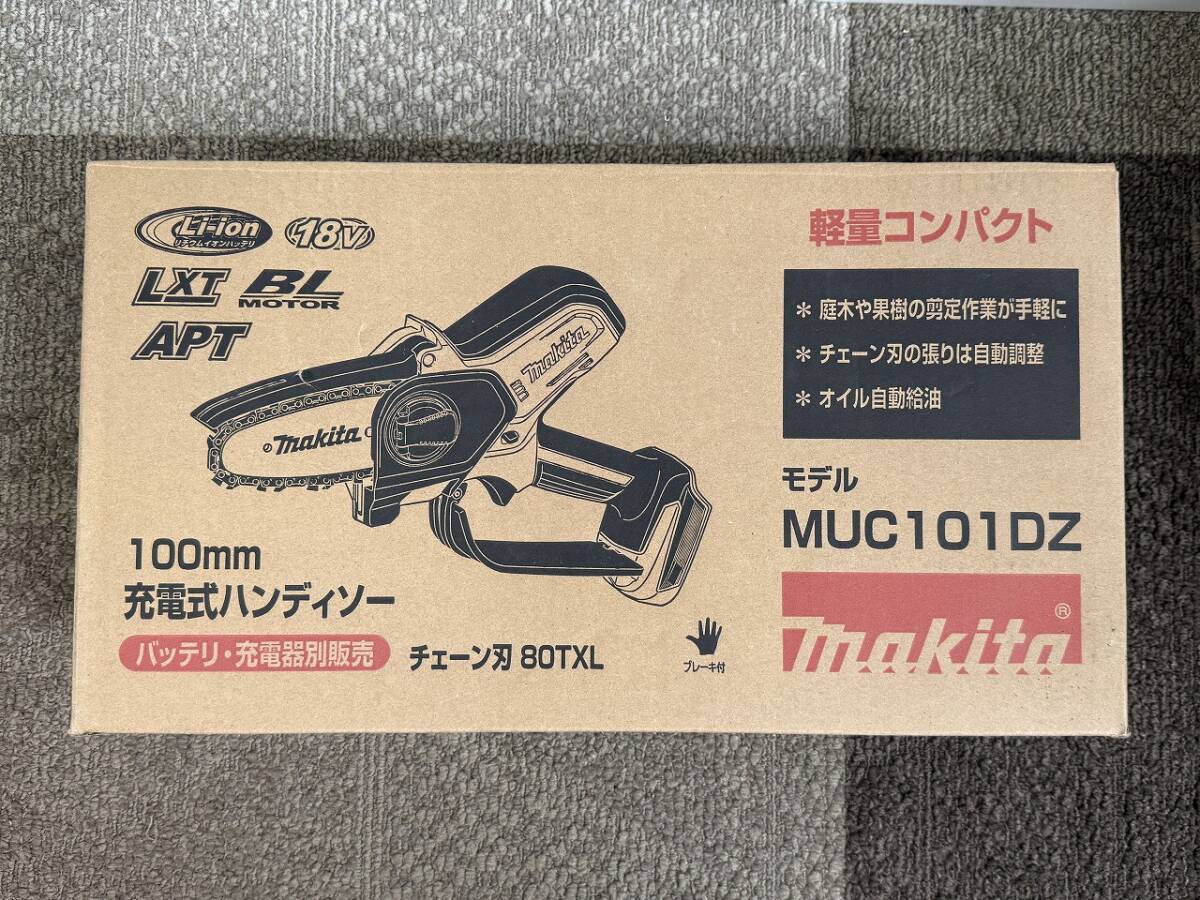 Li-ion
リチウムイオンバッテリ
18V
LXT
BL
MOTOR
APT
makita
makita
100mm
充電式ハンディソー
バッテリ・充電器別販売
チェーン刃 80TXL
ブレーキ付
軽量コンパクト
* 庭木や果樹の剪定作業が手軽に
* チェーン刃の張りは自動調整
* オイル自動給油
モデル
MUC101DZ
makita®